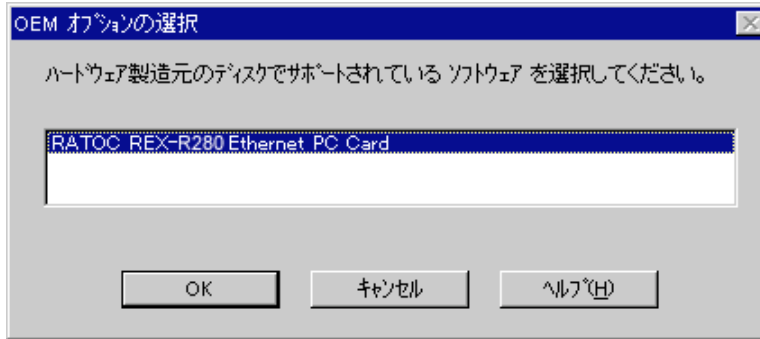 OEM ｵﾌﾟｼｮﾝの選択
ﾊｰﾄﾞｳｪｱ製造元のﾃﾞｨｽｸでｻﾎﾟｰﾄされている ｿﾌﾄｳｪｱ を選択してください。
RATOC REX-R280 Ethernet PC Card
OK
ｷｬﾝｾﾙ
ﾍﾙﾌﾟ(H)